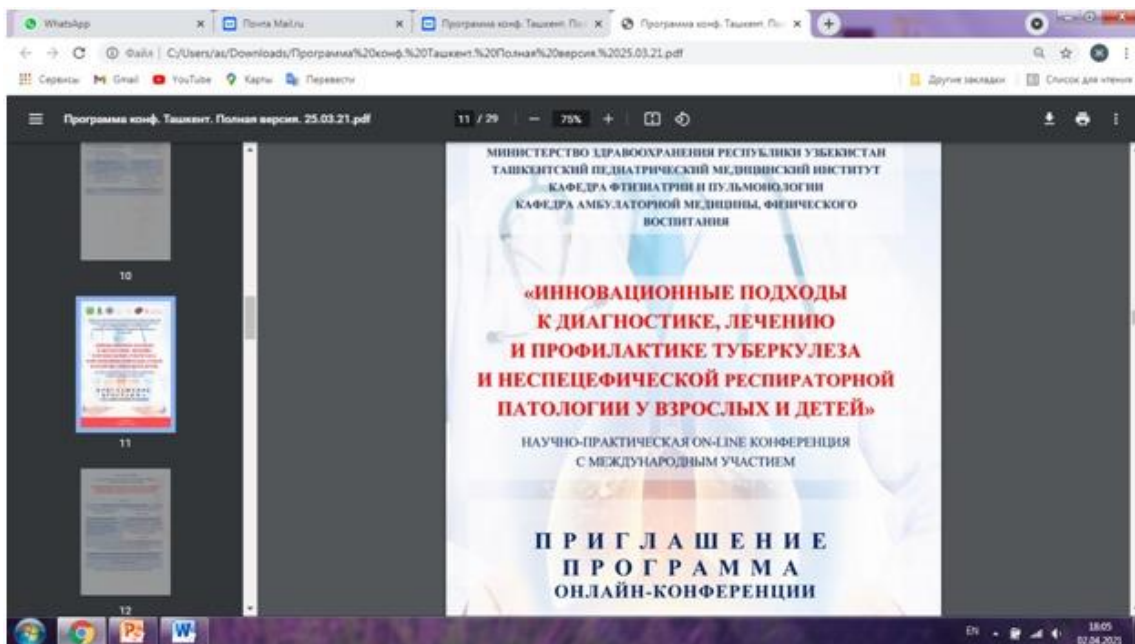 WhatsApp
Почта Mail.ru
Программа конф. Ташкент. По
Программа конф. Ташкент. По
Файл | C:/Users/as/Downloads/Программа%20конф.%20Ташкент.%20Полная%20версия.%2025.03.21.pdf
Сервисы Gmail YouTube Карты Перевести
Другие закладки Список для чтения
Программа конф. Ташкент. Полная версия. 25.03.21.pdf
11 / 29
75%
10
11
12
МИНИСТЕРСТВО ЗДРАВООХРАНЕНИЯ РЕСПУБЛИКИ УЗБЕКИСТАН
ТАШКЕНТСКИЙ ПЕДИАТРИЧЕСКИЙ МЕДИЦИНСКИЙ ИНСТИТУТ
КАФЕДРА ФТИЗИАТРИИ И ПУЛЬМОНОЛОГИИ
КАФЕДРА АМБУЛАТОРНОЙ МЕДИЦИНЫ, ФИЗИЧЕСКОГО
ВОСПИТАНИЯ
«ИННОВАЦИОННЫЕ ПОДХОДЫ
К ДИАГНОСТИКЕ, ЛЕЧЕНИЮ
И ПРОФИЛАКТИКЕ ТУБЕРКУЛЕЗА
И НЕСПЕЦЕФИЧЕСКОЙ РЕСПИРАТОРНОЙ
ПАТОЛОГИИ У ВЗРОСЛЫХ И ДЕТЕЙ»
НАУЧНО-ПРАКТИЧЕСКАЯ ON-LINE КОНФЕРЕНЦИЯ
С МЕЖДУНАРОДНЫМ УЧАСТИЕМ
ПРИГЛАШЕНИЕ
ПРОГРАММА
ОНЛАЙН-КОНФЕРЕНЦИИ
EN
18:05
02.04.2021